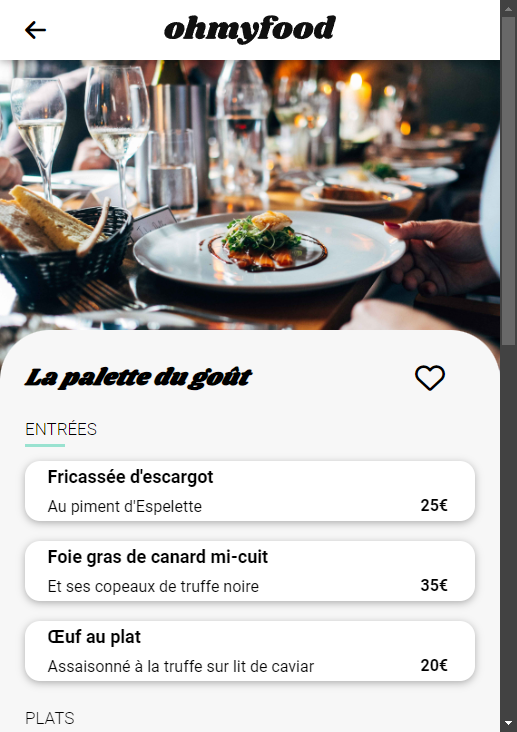 ohmyfood
La palette du goût
ENTRÉES
Fricassée d'escargot
Au piment d'Espelette 25€
Foie gras de canard mi-cuit
Et ses copeaux de truffe noire 35€
Œuf au plat
Assaisonné à la truffe sur lit de caviar 20€
PLATS